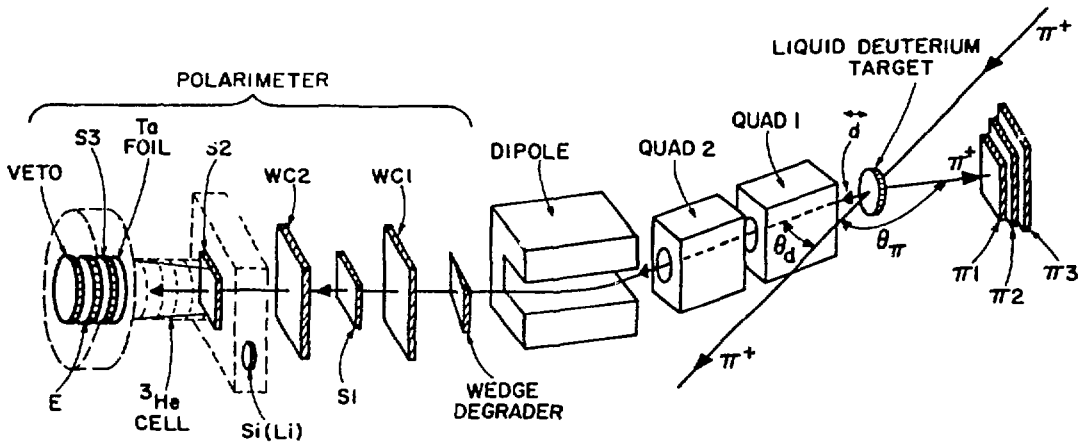 π+
LIQUID DEUTERIUM
TARGET
POLARIMETER
S3
Ta
FOIL
S2
VETO
WC2
WC1
DIPOLE
QUAD 2
QUAD 1
d
π+
θd
θπ
π1
π2
π3
π+
E
3He
CELL
Si(Li)
S1
WEDGE
DEGRADER